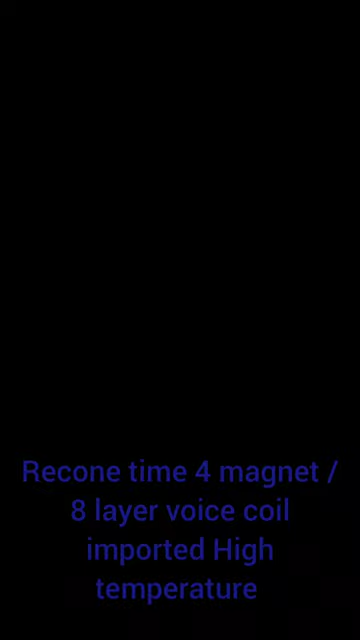 Recone time 4 magnet /
8 layer voice coil
imported High
temperature